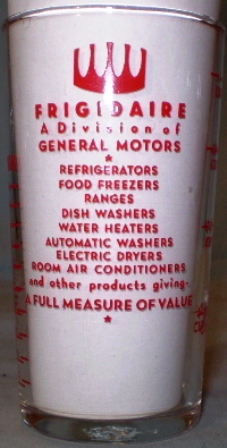 FRIGIDAIRE
A Division of
GENERAL MOTORS
REFRIGERATORS
FOOD FREEZERS
RANGES
DISH WASHERS
WATER HEATERS
AUTOMATIC WASHERS
ELECTRIC DRYERS
ROOM AIR CONDITIONERS
and other products giving-
A FULL MEASURE OF VALUE